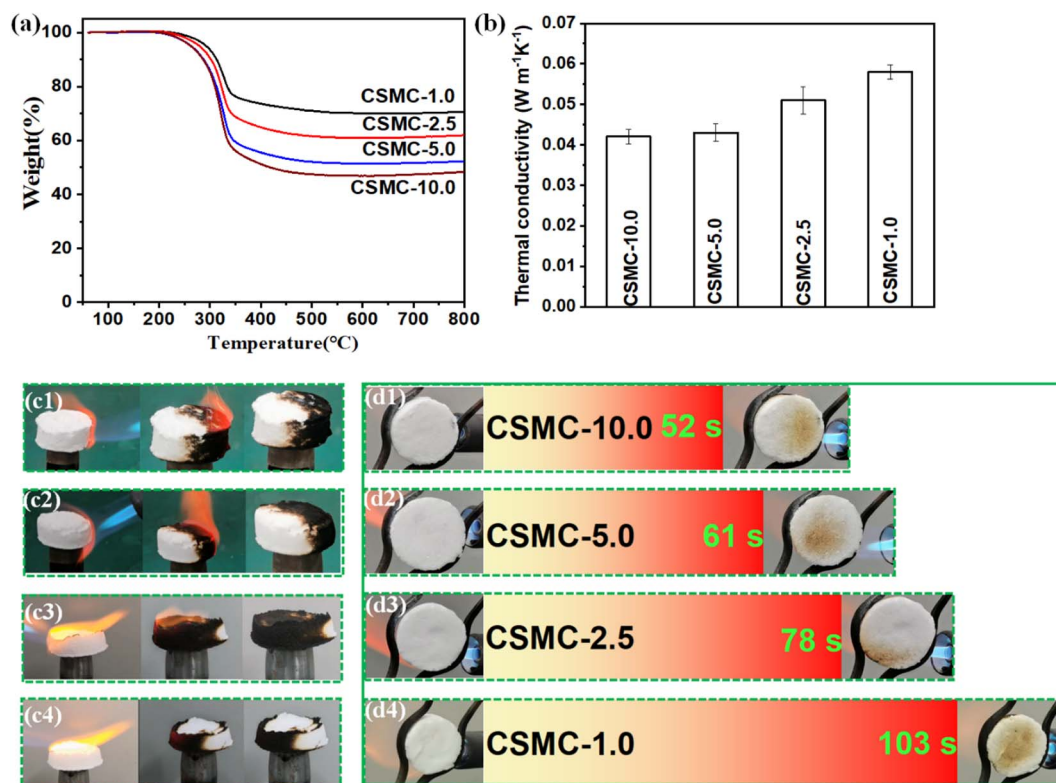 (a)
100
80
60
40
20
0
Weight(%)
CSMC-1.0
CSMC-2.5
CSMC-5.0
CSMC-10.0
100 200 300 400 500 600 700 800
Temperature(°C)
(b)
0.07
0.06
0.05
0.04
0.03
0.02
0.01
0.00
Thermal conductivity (W m⁻¹K⁻¹)
CSMC-10.0
CSMC-5.0
CSMC-2.5
CSMC-1.0
(c1)
(d1)
CSMC-10.0 52 s
(c2)
(d2)
CSMC-5.0 61 s
(c3)
(d3)
CSMC-2.5 78 s
(c4)
(d4)
CSMC-1.0 103 s